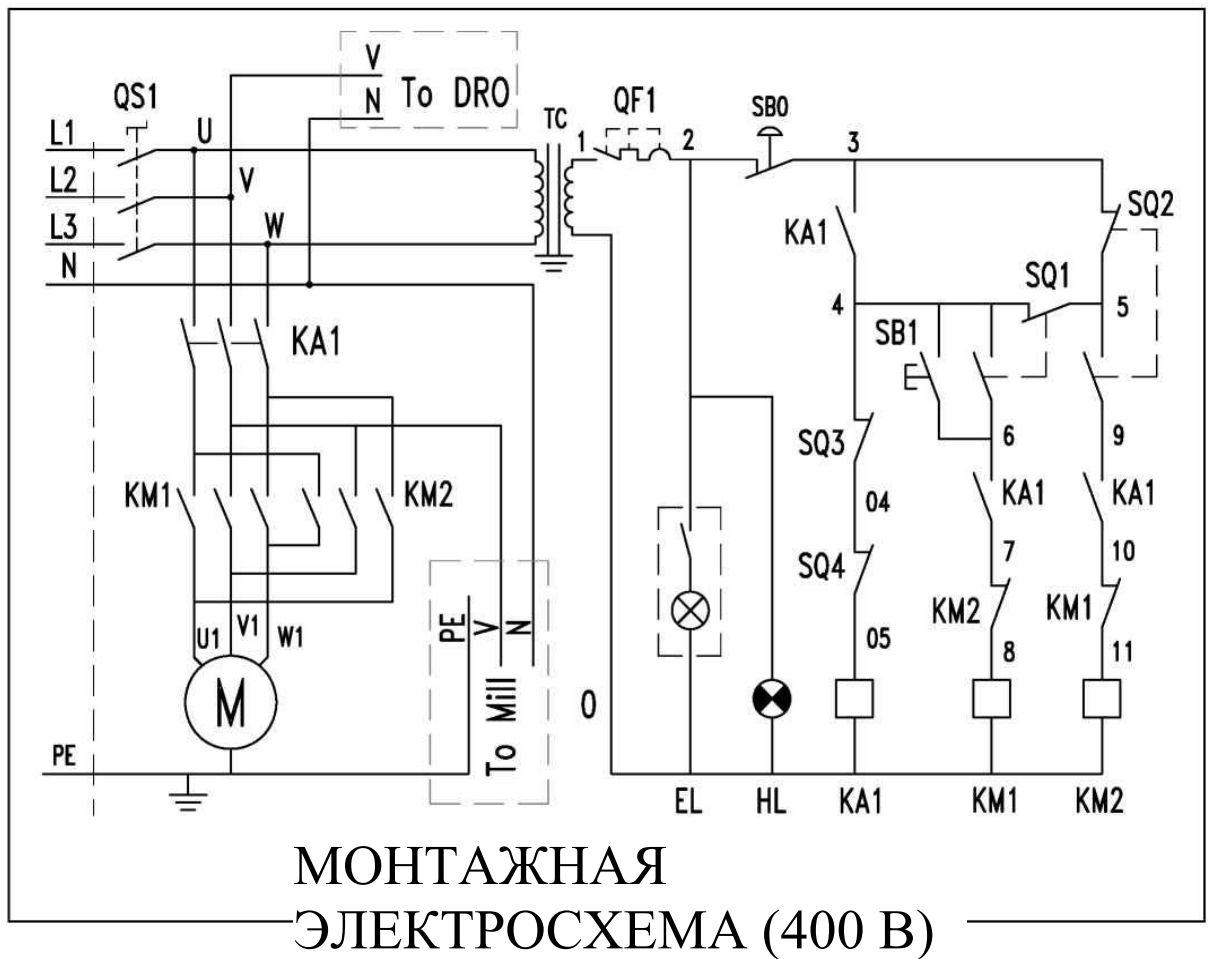 V
QS1
N
To DRO
QF1
SB0
TC
L1
U
1
2
3
L2
V
SQ2
L3
W
KA1
N
SQ1
4
5
KA1
SB1
SQ3
6
9
KM1
KM2
04
KA1
KA1
SQ4
7
10
PE
V
N
KM2
KM1
U1
V1
W1
05
8
11
M
To Mill
0
PE
EL
HL
KA1
KM1
KM2
МОНТАЖНАЯ
ЭЛЕКТРОСХЕМА (400 В)